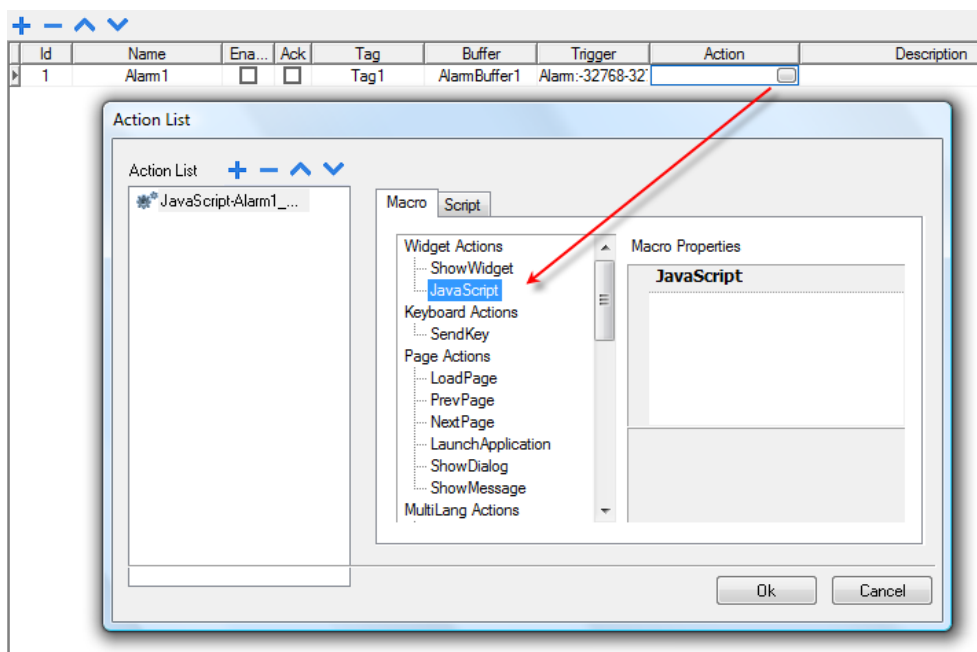 Id Name Ena... Ack Tag Buffer Trigger Action Description
1 Alarm1 Tag1 AlarmBuffer1 Alarm:-32768-32
Action List
Action List
JavaScript-Alarm1_...
Macro Script
Widget Actions
ShowWidget
JavaScript
Keyboard Actions
SendKey
Page Actions
LoadPage
PrevPage
NextPage
LaunchApplication
ShowDialog
ShowMessage
MultiLang Actions
Macro Properties
JavaScript
Ok Cancel